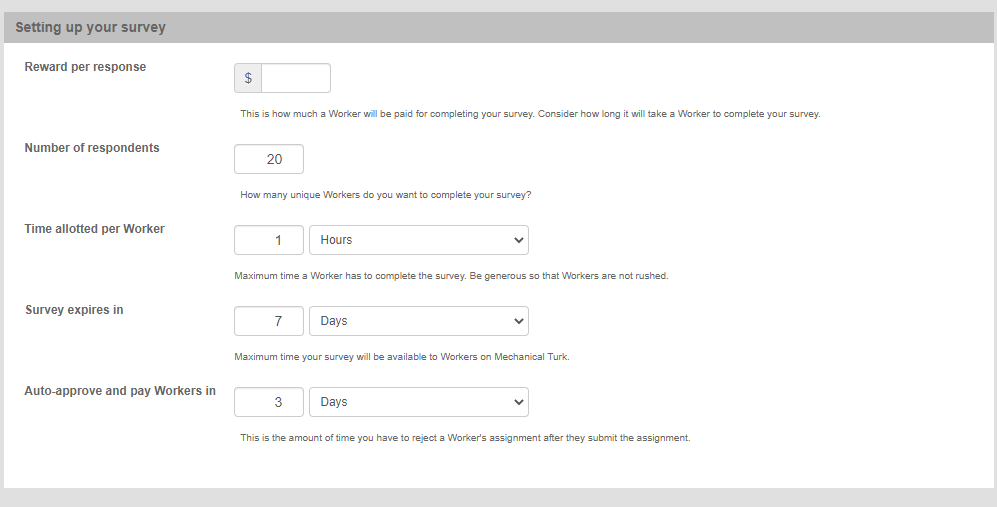 Setting up your survey
Reward per response
$
This is how much a Worker will be paid for completing your survey. Consider how long it will take a Worker to complete your survey.
Number of respondents
20
How many unique Workers do you want to complete your survey?
Time allotted per Worker
1 Hours
Maximum time a Worker has to complete the survey. Be generous so that Workers are not rushed.
Survey expires in
7 Days
Maximum time your survey will be available to Workers on Mechanical Turk.
Auto-approve and pay Workers in
3 Days
This is the amount of time you have to reject a Worker's assignment after they submit the assignment.